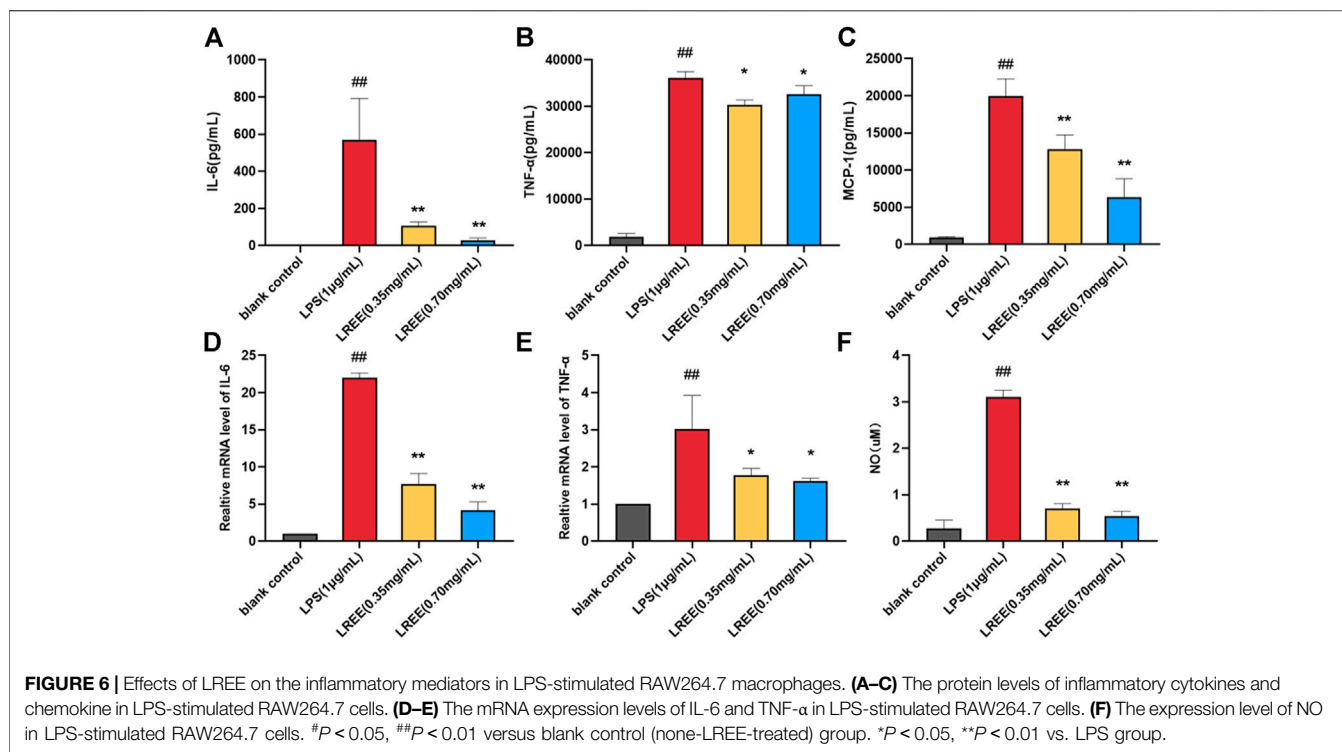 A
IL-6(pg/mL)
1000
800
600
400
200
0
##
**
**
blank control
LPS(1µg/mL)
LREE(0.35mg/mL)
LREE(0.70mg/mL)
B
TNF-α(pg/mL)
40000
30000
20000
10000
0
##
*
*
blank control
LPS(1µg/mL)
LREE(0.35mg/mL)
LREE(0.70mg/mL)
C
MCP-1(pg/mL)
25000
20000
15000
10000
5000
0
##
**
**
blank control
LPS(1µg/mL)
LREE(0.35mg/mL)
LREE(0.70mg/mL)
D
Realtive mRNA level of IL-6
25
20
15
10
5
0
##
**
**
blank control
LPS(1µg/mL)
LREE(0.35mg/mL)
LREE(0.70mg/mL)
E
Realtive mRNA level of TNF-α
5
4
3
2
1
0
##
*
*
blank control
LPS(1µg/mL)
LREE(0.35mg/mL)
LREE(0.70mg/mL)
F
NO(uM)
4
3
2
1
0
##
**
**
blank control
LPS(1µg/mL)
LREE(0.35mg/mL)
LREE(0.70mg/mL)
FIGURE 6 | Effects of LREE on the inflammatory mediators in LPS-stimulated RAW264.7 macrophages. (A–C) The protein levels of inflammatory cytokines and
chemokine in LPS-stimulated RAW264.7 cells. (D–E) The mRNA expression levels of IL-6 and TNF-α in LPS-stimulated RAW264.7 cells. (F) The expression level of NO
in LPS-stimulated RAW264.7 cells. #P < 0.05, ##P < 0.01 versus blank control (none-LREE-treated) group. *P < 0.05, **P < 0.01 vs. LPS group.